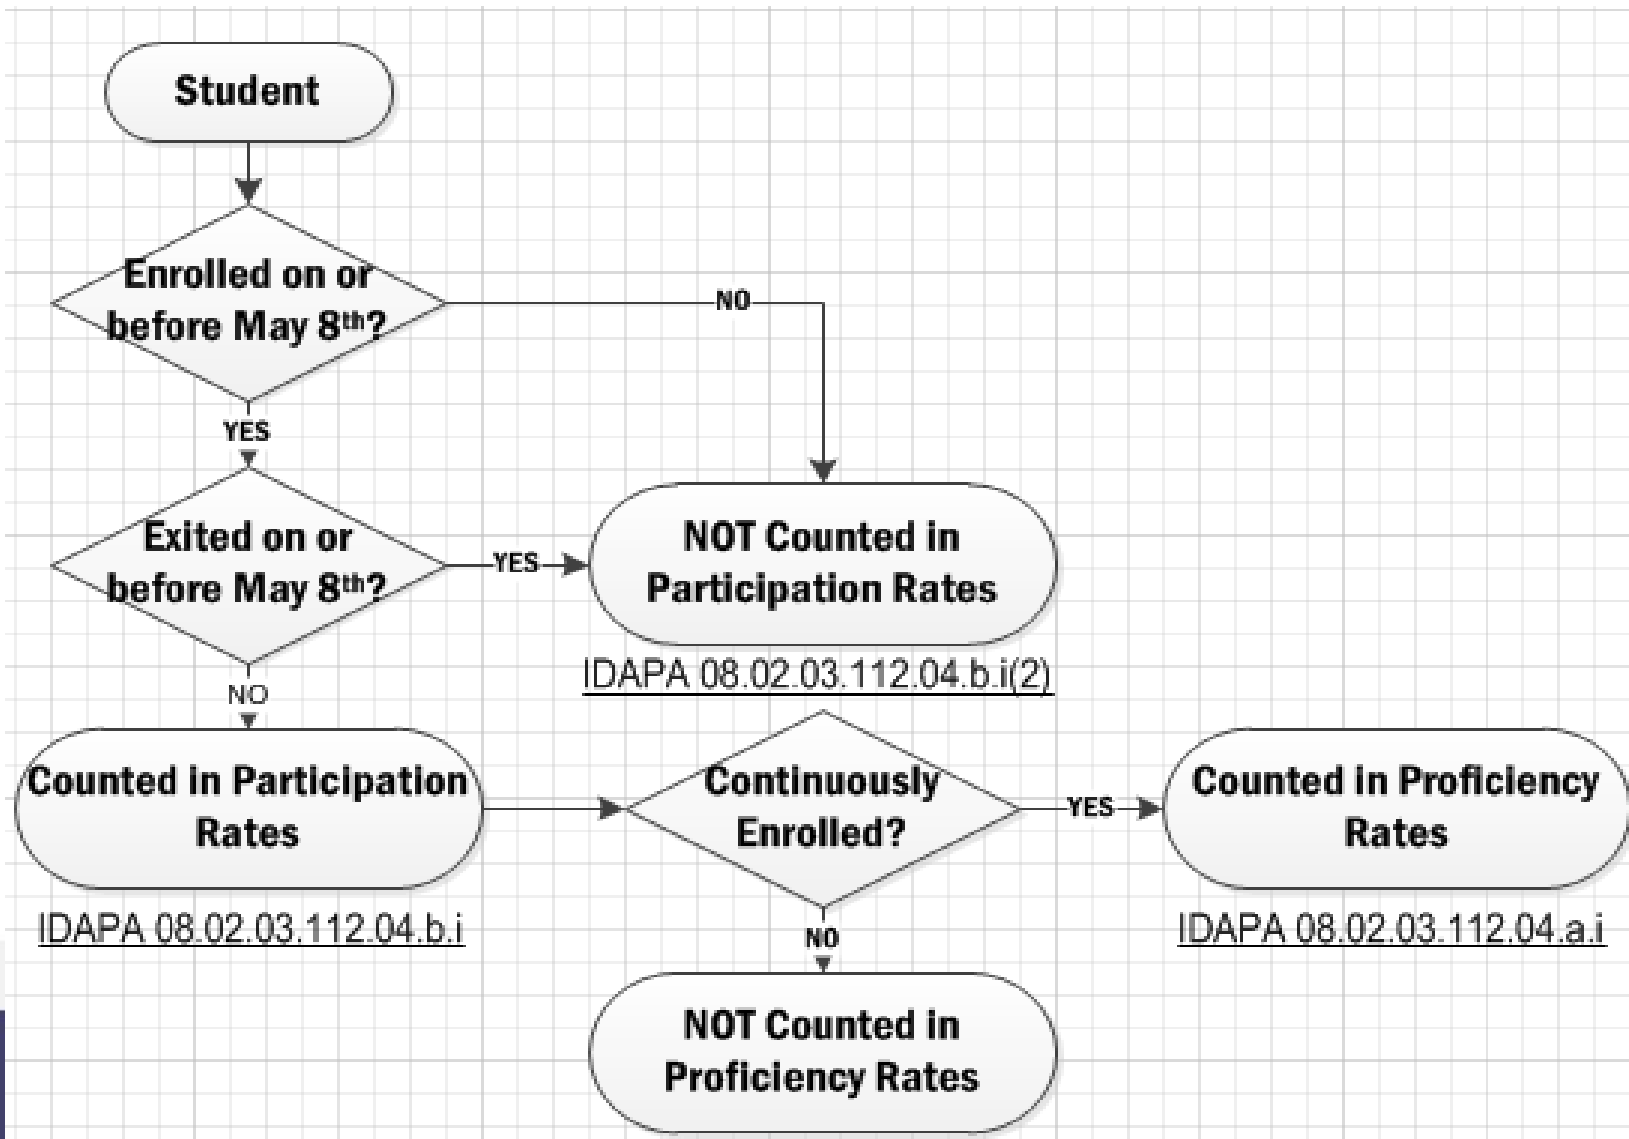 Student
Enrolled on or
before May 8th?
NO
YES
Exited on or
before May 8th?
YES
NOT Counted in
Participation Rates
IDAPA 08.02.03.112.04.b.i(2)
NO
Counted in Participation
Rates
IDAPA 08.02.03.112.04.b.i
Continuously
Enrolled?
YES
Counted in Proficiency
Rates
IDAPA 08.02.03.112.04.a.i
NO
NOT Counted in
Proficiency Rates